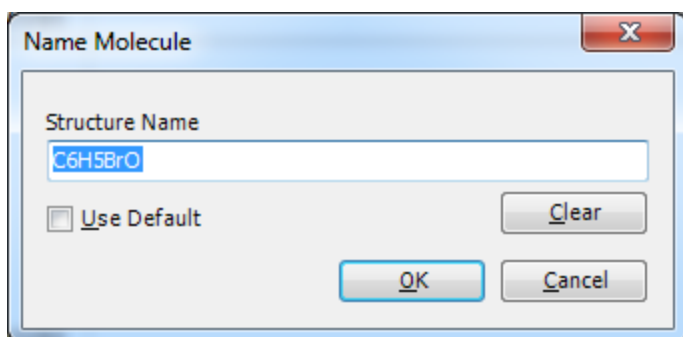 Name Molecule
Structure Name
C6H5BrO
Use Default
Clear
OK
Cancel